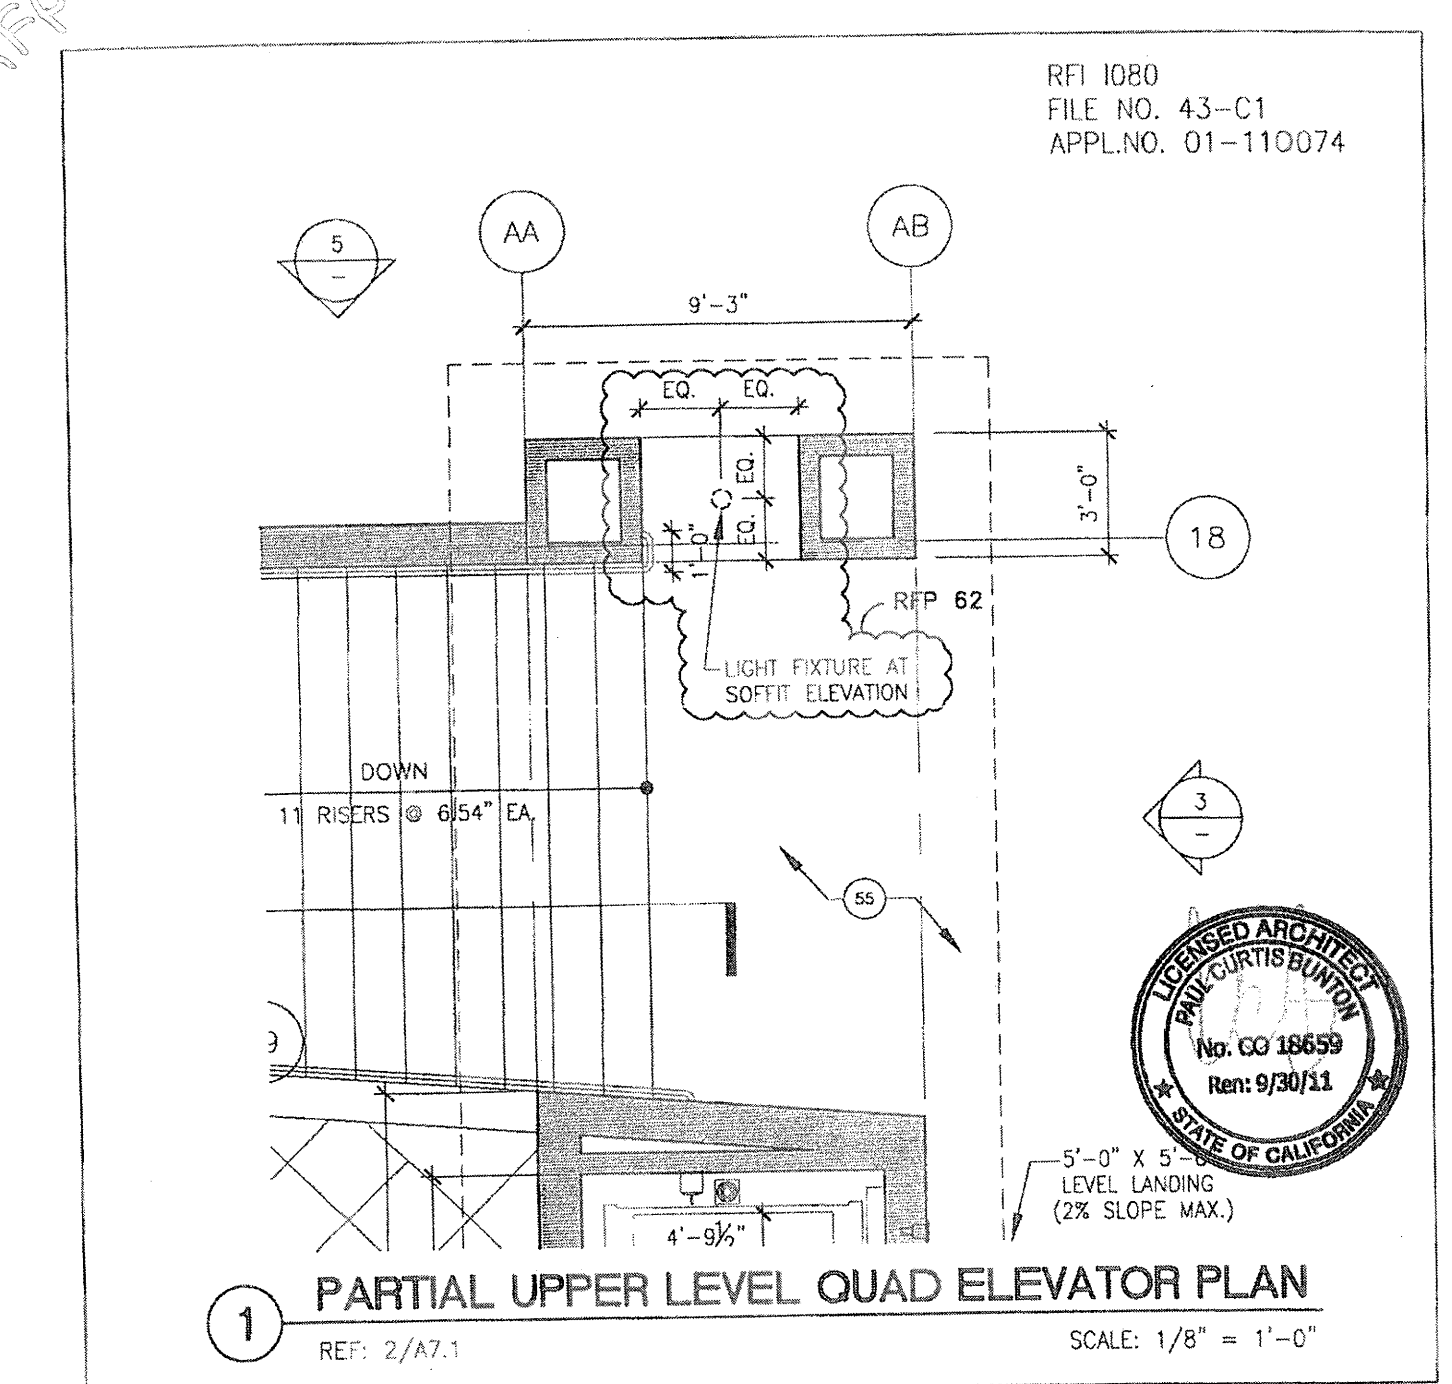 RFP
RFI 1080
FILE NO. 43-C1
APPL.NO. 01-110074
5
-
AA
AB
9'-3"
EQ.
EQ.
EQ.
EQ.
1'-0"
3'-0"
18
RFP 62
LIGHT FIXTURE AT
SOFFIT ELEVATION
DOWN
11 RISERS @ 6.54" EA.
3
-
55
9
LICENSED ARCHITECT
PAUL CURTIS BUNTON
No. CO 18659
Ren: 9/30/11
STATE OF CALIFORNIA
5'-0" X 5'-
LEVEL LANDING
(2% SLOPE MAX.)
4'-9½"
1
PARTIAL UPPER LEVEL QUAD ELEVATOR PLAN
REF: 2/A7.1
SCALE: 1/8" = 1'-0"